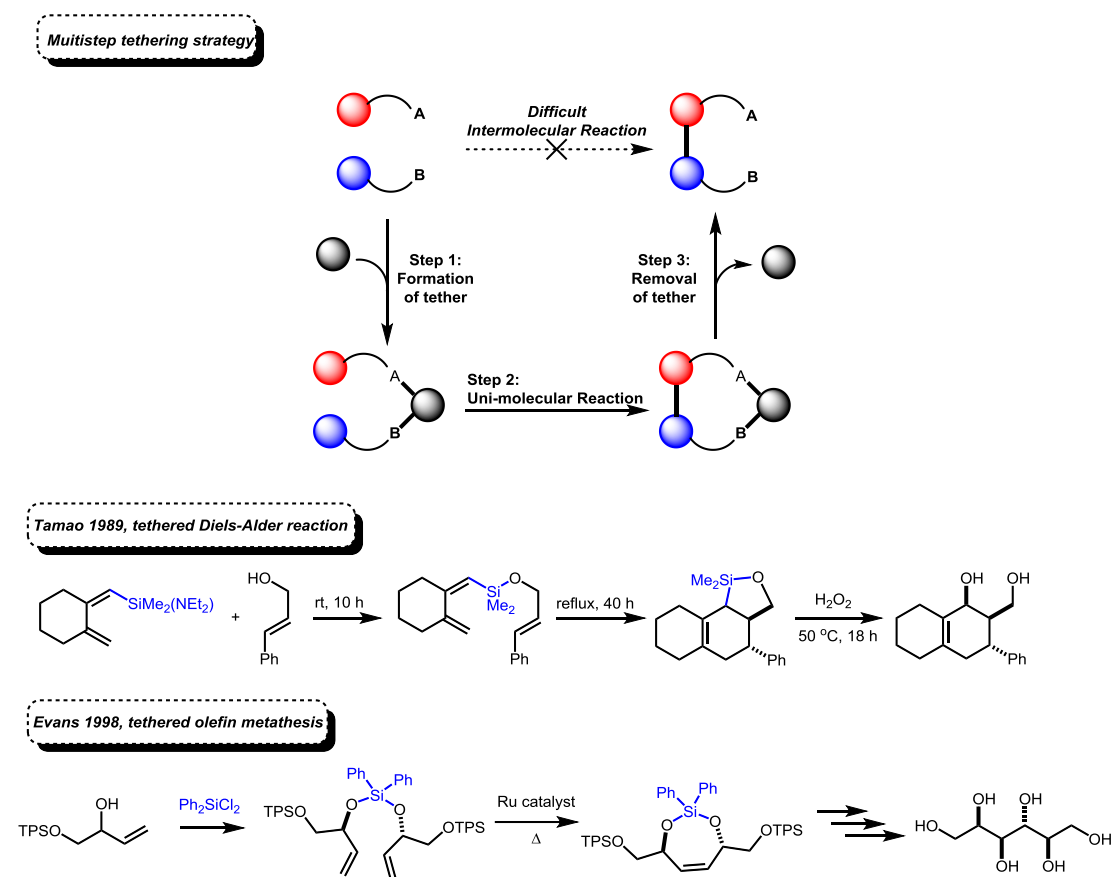 Muitistep tethering strategy
A
B
Difficult
Intermolecular Reaction
A
B
Step 1:
Formation
of tether
Step 3:
Removal
of tether
A
B
Step 2:
Uni-molecular Reaction
A
B
Tamao 1989, tethered Diels-Alder reaction
SiMe2(NEt2)
+
HO
Ph
rt, 10 h
Si
O
Me2
Ph
reflux, 40 h
Me2Si
O
Ph
H2O2
50 oC, 18 h
OH
HO
Ph
Evans 1998, tethered olefin metathesis
OH
TPSO
Ph2SiCl2
Ph
Ph
Si
O
O
TPSO
OTPS
Ru catalyst
Δ
Ph
Ph
Si
O
O
TPSO
OTPS
OH
OH
HO
OH
OH
OH